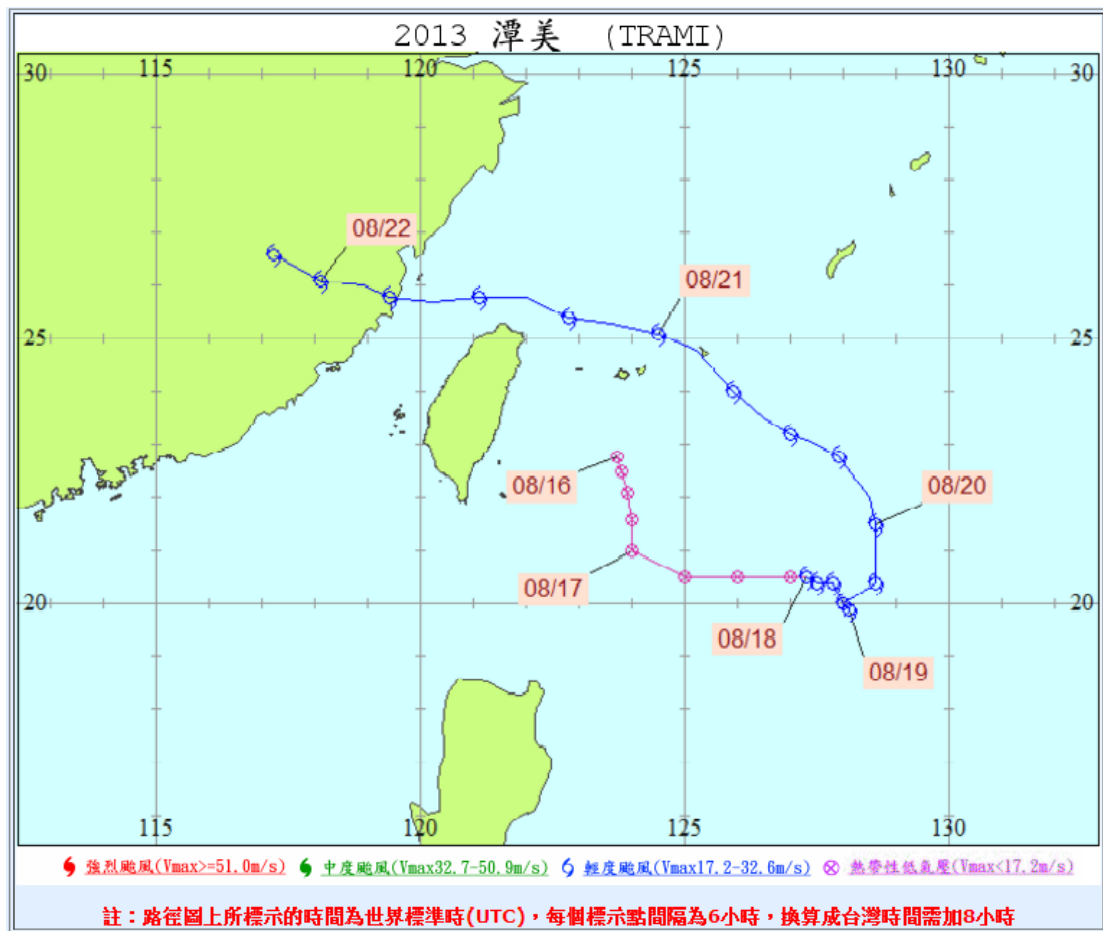 2013 潭美 (TRAMI)
115 120 125 130
30 30
08/22
08/21
25 25
08/16
08/20
08/17
20 20
08/18
08/19
115 120 125 130
強烈颱風(Vmax>=51.0m/s) 中度颱風(Vmax32.7-50.9m/s) 輕度颱風(Vmax17.2-32.6m/s) 熱帶性低氣壓(Vmax<17.2m/s)
註：路徑圖上所標示的時間為世界標準時(UTC)，每個標示點間隔為6小時，換算成台灣時間需加8小時